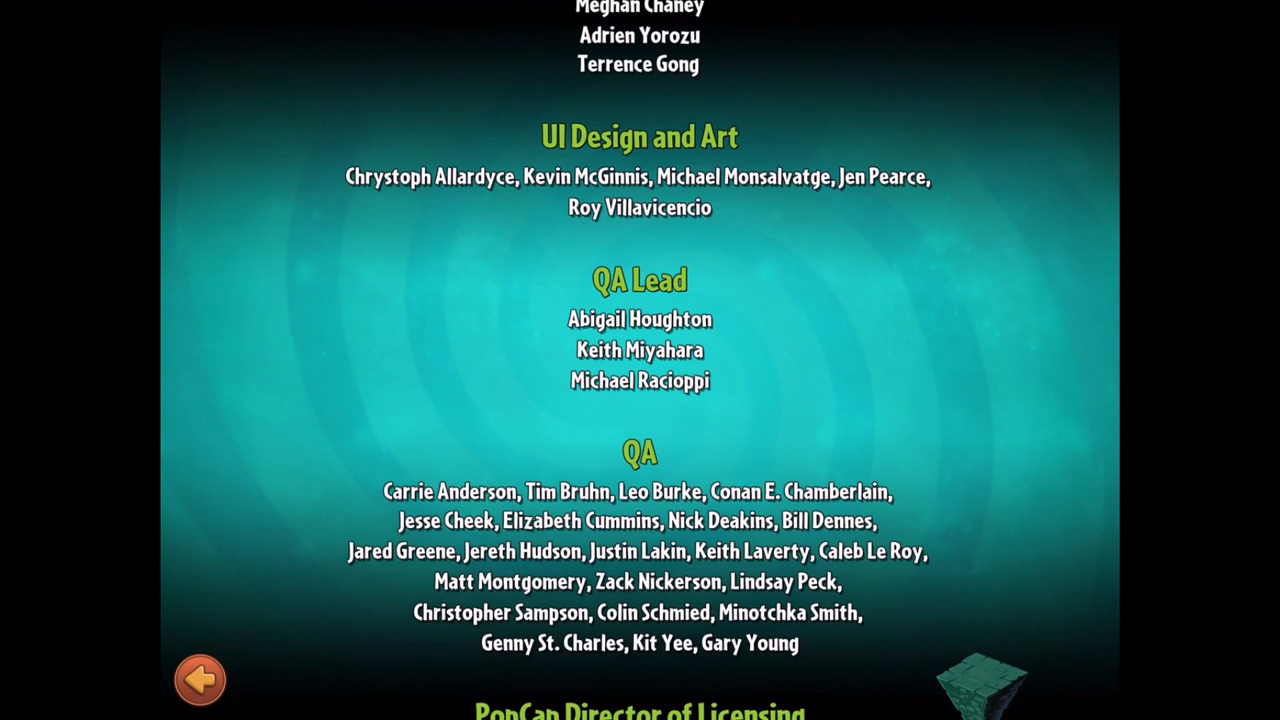 Meghan Chaney
Adrien Yorozu
Terrence Gong
UI Design and Art
Chrystoph Allardyce, Kevin McGinnis, Michael Monsalvatge, Jen Pearce,
Roy Villavicencio
QA Lead
Abigail Houghton
Keith Miyahara
Michael Racioppi
QA
Carrie Anderson, Tim Bruhn, Leo Burke, Conan E. Chamberlain,
Jesse Cheek, Elizabeth Cummins, Nick Deakins, Bill Dennes,
Jared Greene, Jereth Hudson, Justin Lakin, Keith Laverty, Caleb Le Roy,
Matt Montgomery, Zack Nickerson, Lindsay Peck,
Christopher Sampson, Colin Schmied, Minotchka Smith,
Genny St. Charles, Kit Yee, Gary Young
PopCap Director of Licensing